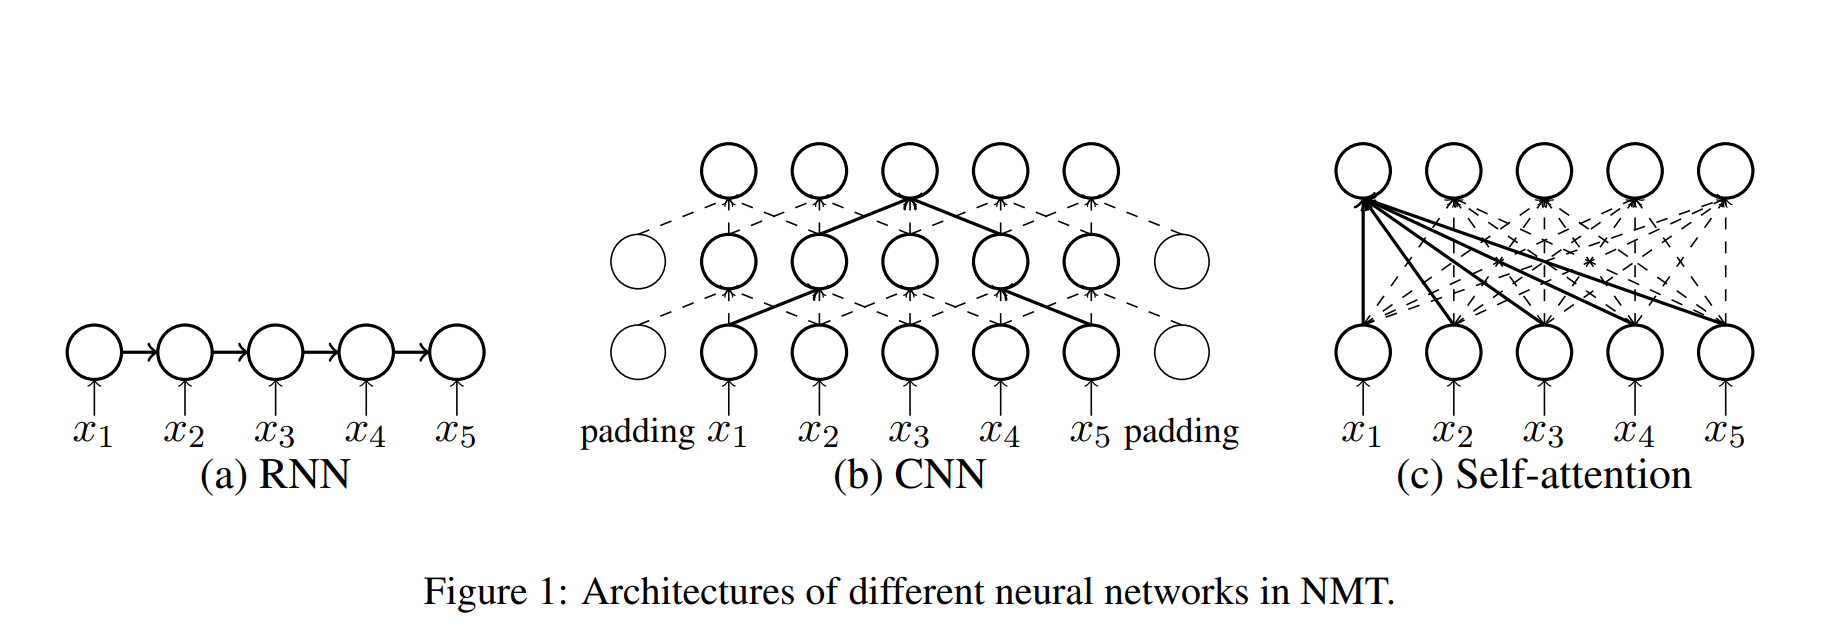 x1 x2 x3 x4 x5
(a) RNN
padding x1 x2 x3 x4 x5 padding
(b) CNN
x1 x2 x3 x4 x5
(c) Self-attention
Figure 1: Architectures of different neural networks in NMT.